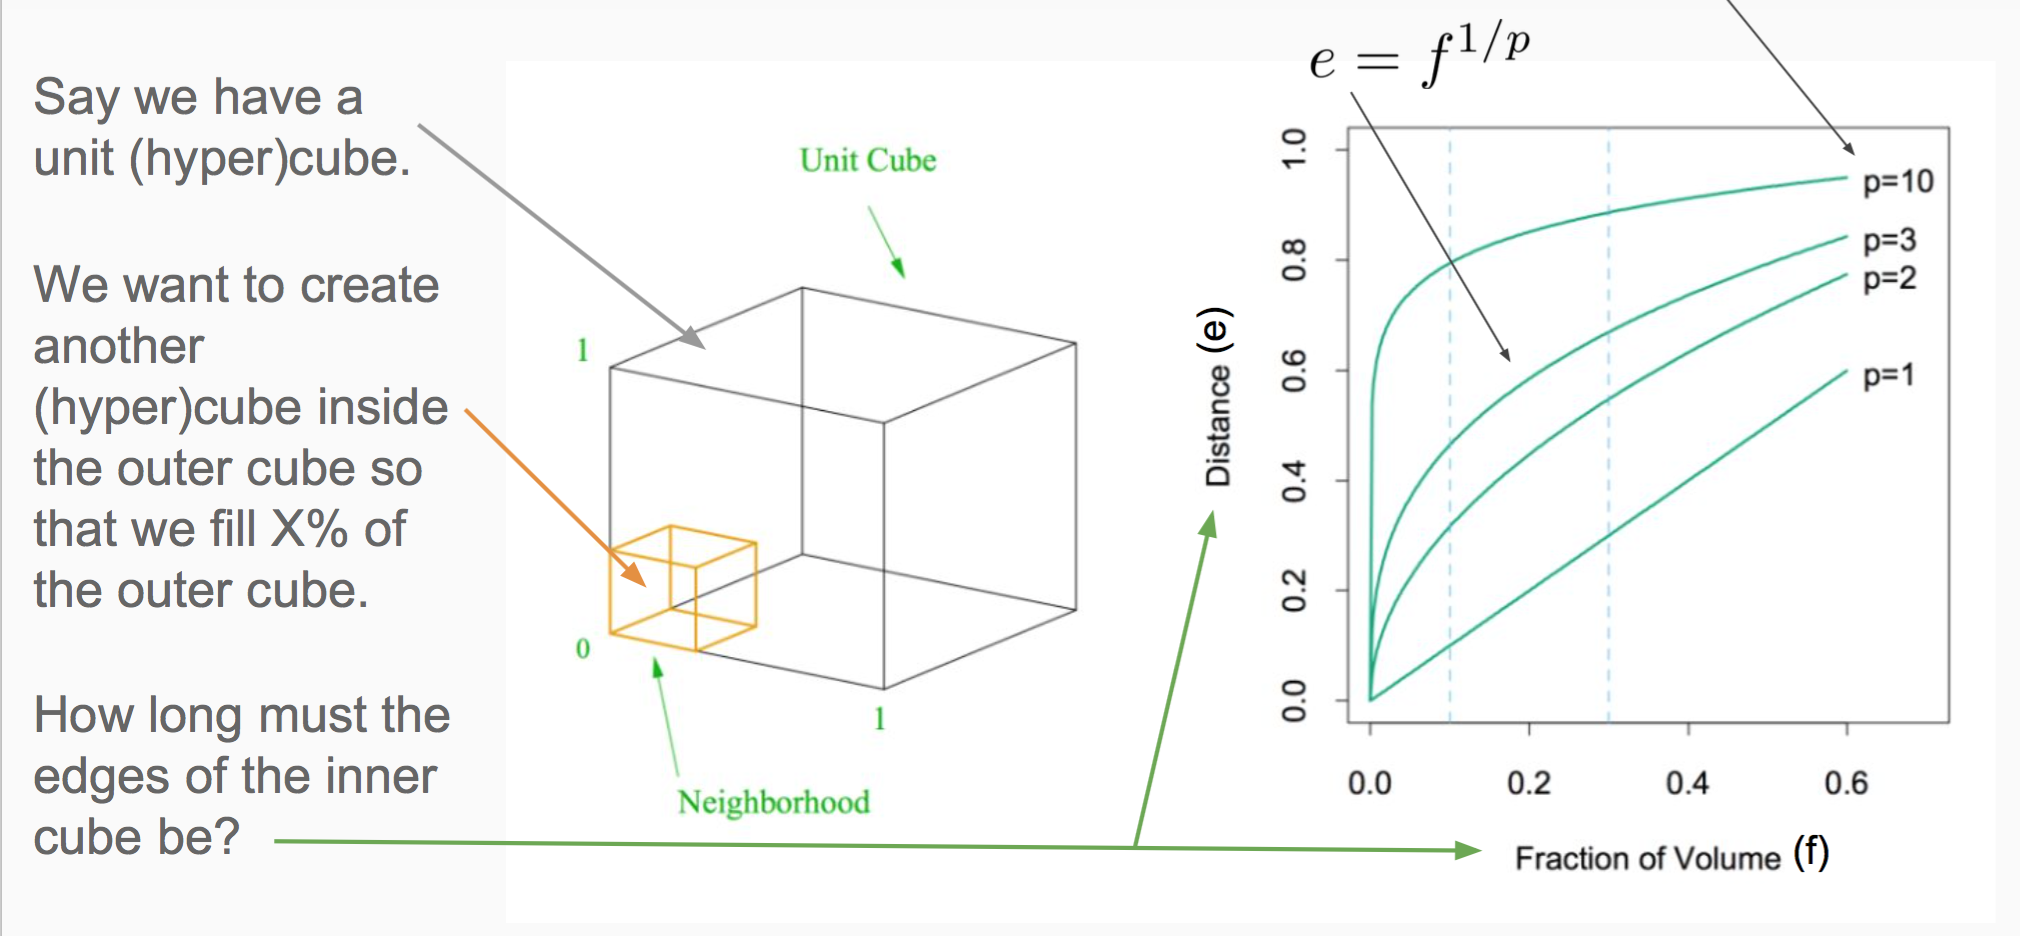 Say we have a
unit (hyper)cube.
We want to create
another
(hyper)cube inside
the outer cube so
that we fill X% of
the outer cube.
How long must the
edges of the inner
cube be?
Unit Cube
1
0
1
Neighborhood
e = f^{1/p}
Distance (e)
1.0
0.8
0.6
0.4
0.2
0.0
p=10
p=3
p=2
p=1
0.0 0.2 0.4 0.6
Fraction of Volume (f)